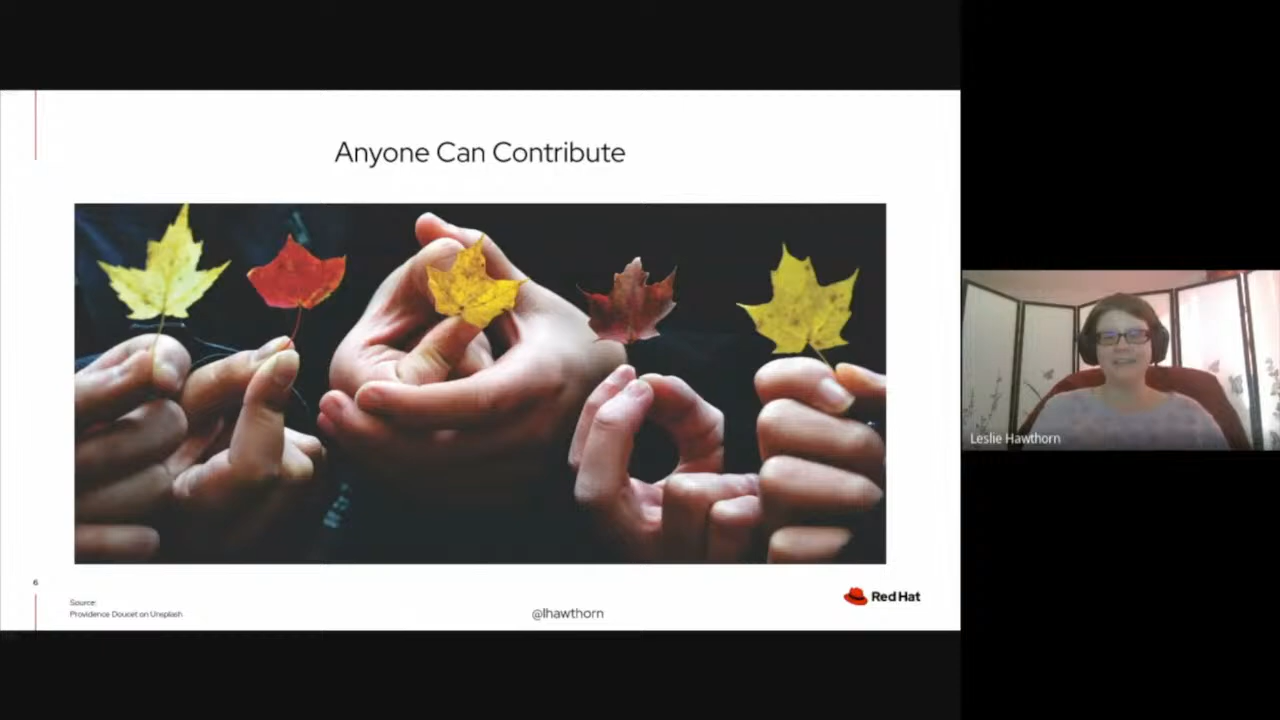 Anyone Can Contribute
6
Source:
Providence Doucet on Unsplash
@lhawthorn
Red Hat
Leslie Hawthorn